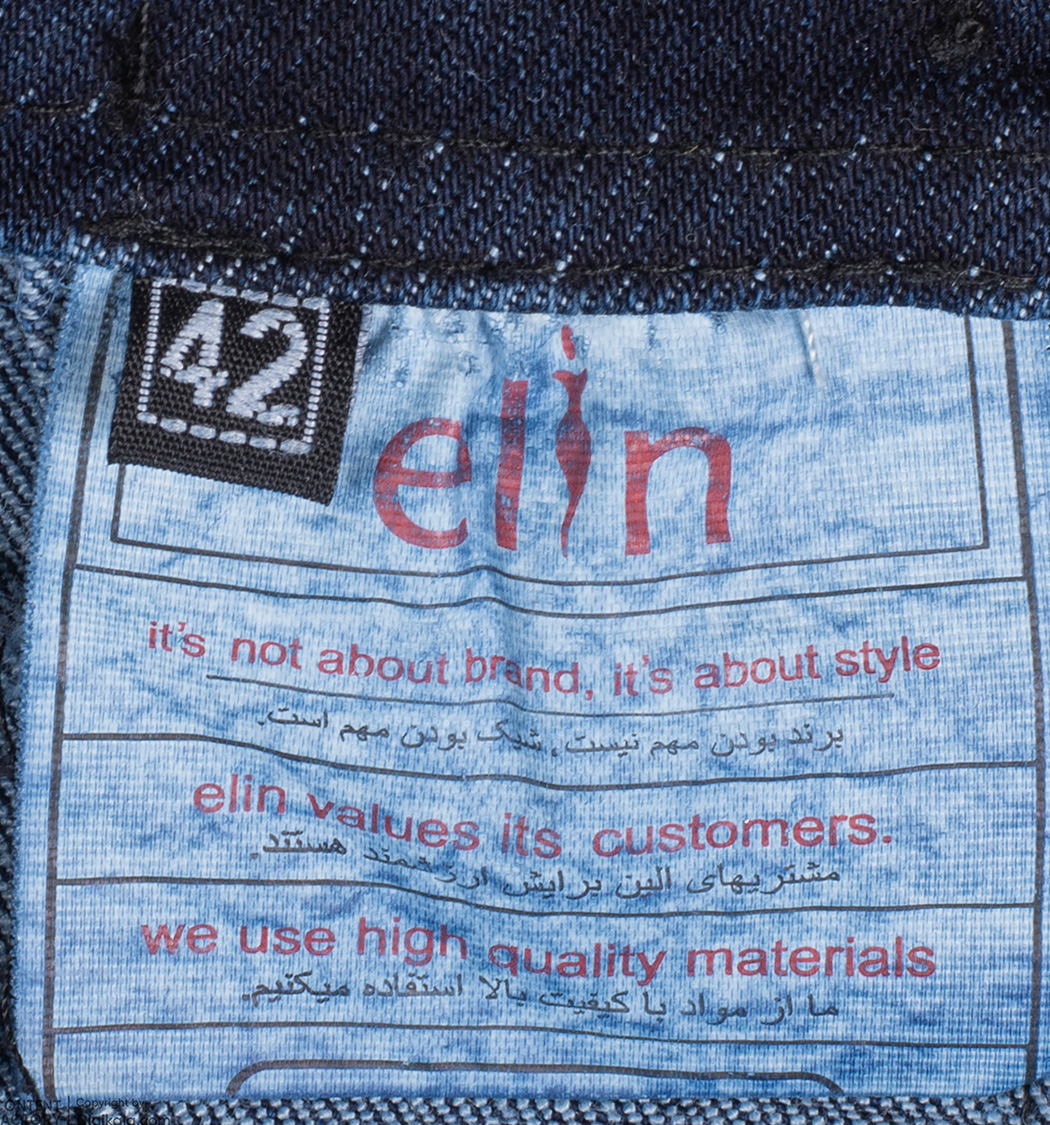 42
elin
it's not about brand, it's about style
برند بودن مهم نیست، شیک بودن مهم است.
elin values its customers.
مشتریهای الین برایش ارزشمند هستند.
we use high quality materials
ما از مواد با کیفیت بالا استفاده میکنیم.
Copyright by